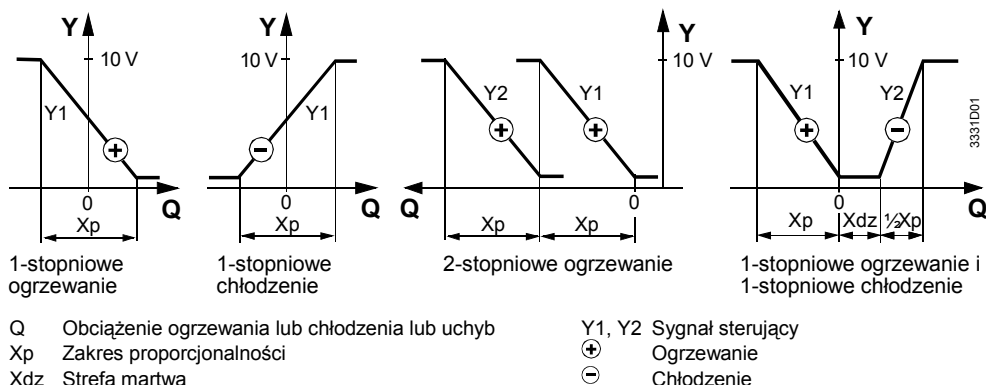 Y
10 V
Y1
+
0
Q
Xp
1-stopniowe
ogrzewanie
Y
10 V
Y1
−
0
Q
Xp
1-stopniowe
chłodzenie
Y
10 V
Y2
Y1
+
+
0
Q
Xp
Xp
2-stopniowe ogrzewanie
Y
10 V
Y1
Y2
+
−
0
Q
Xp
Xdz
½Xp
1-stopniowe ogrzewanie i
1-stopniowe chłodzenie
3331D01
Q Obciążenie ogrzewania lub chłodzenia lub uchyb
Xp Zakres proporcjonalności
Xdz Strefa martwa
Y1, Y2 Sygnał sterujący
+ Ogrzewanie
− Chłodzenie